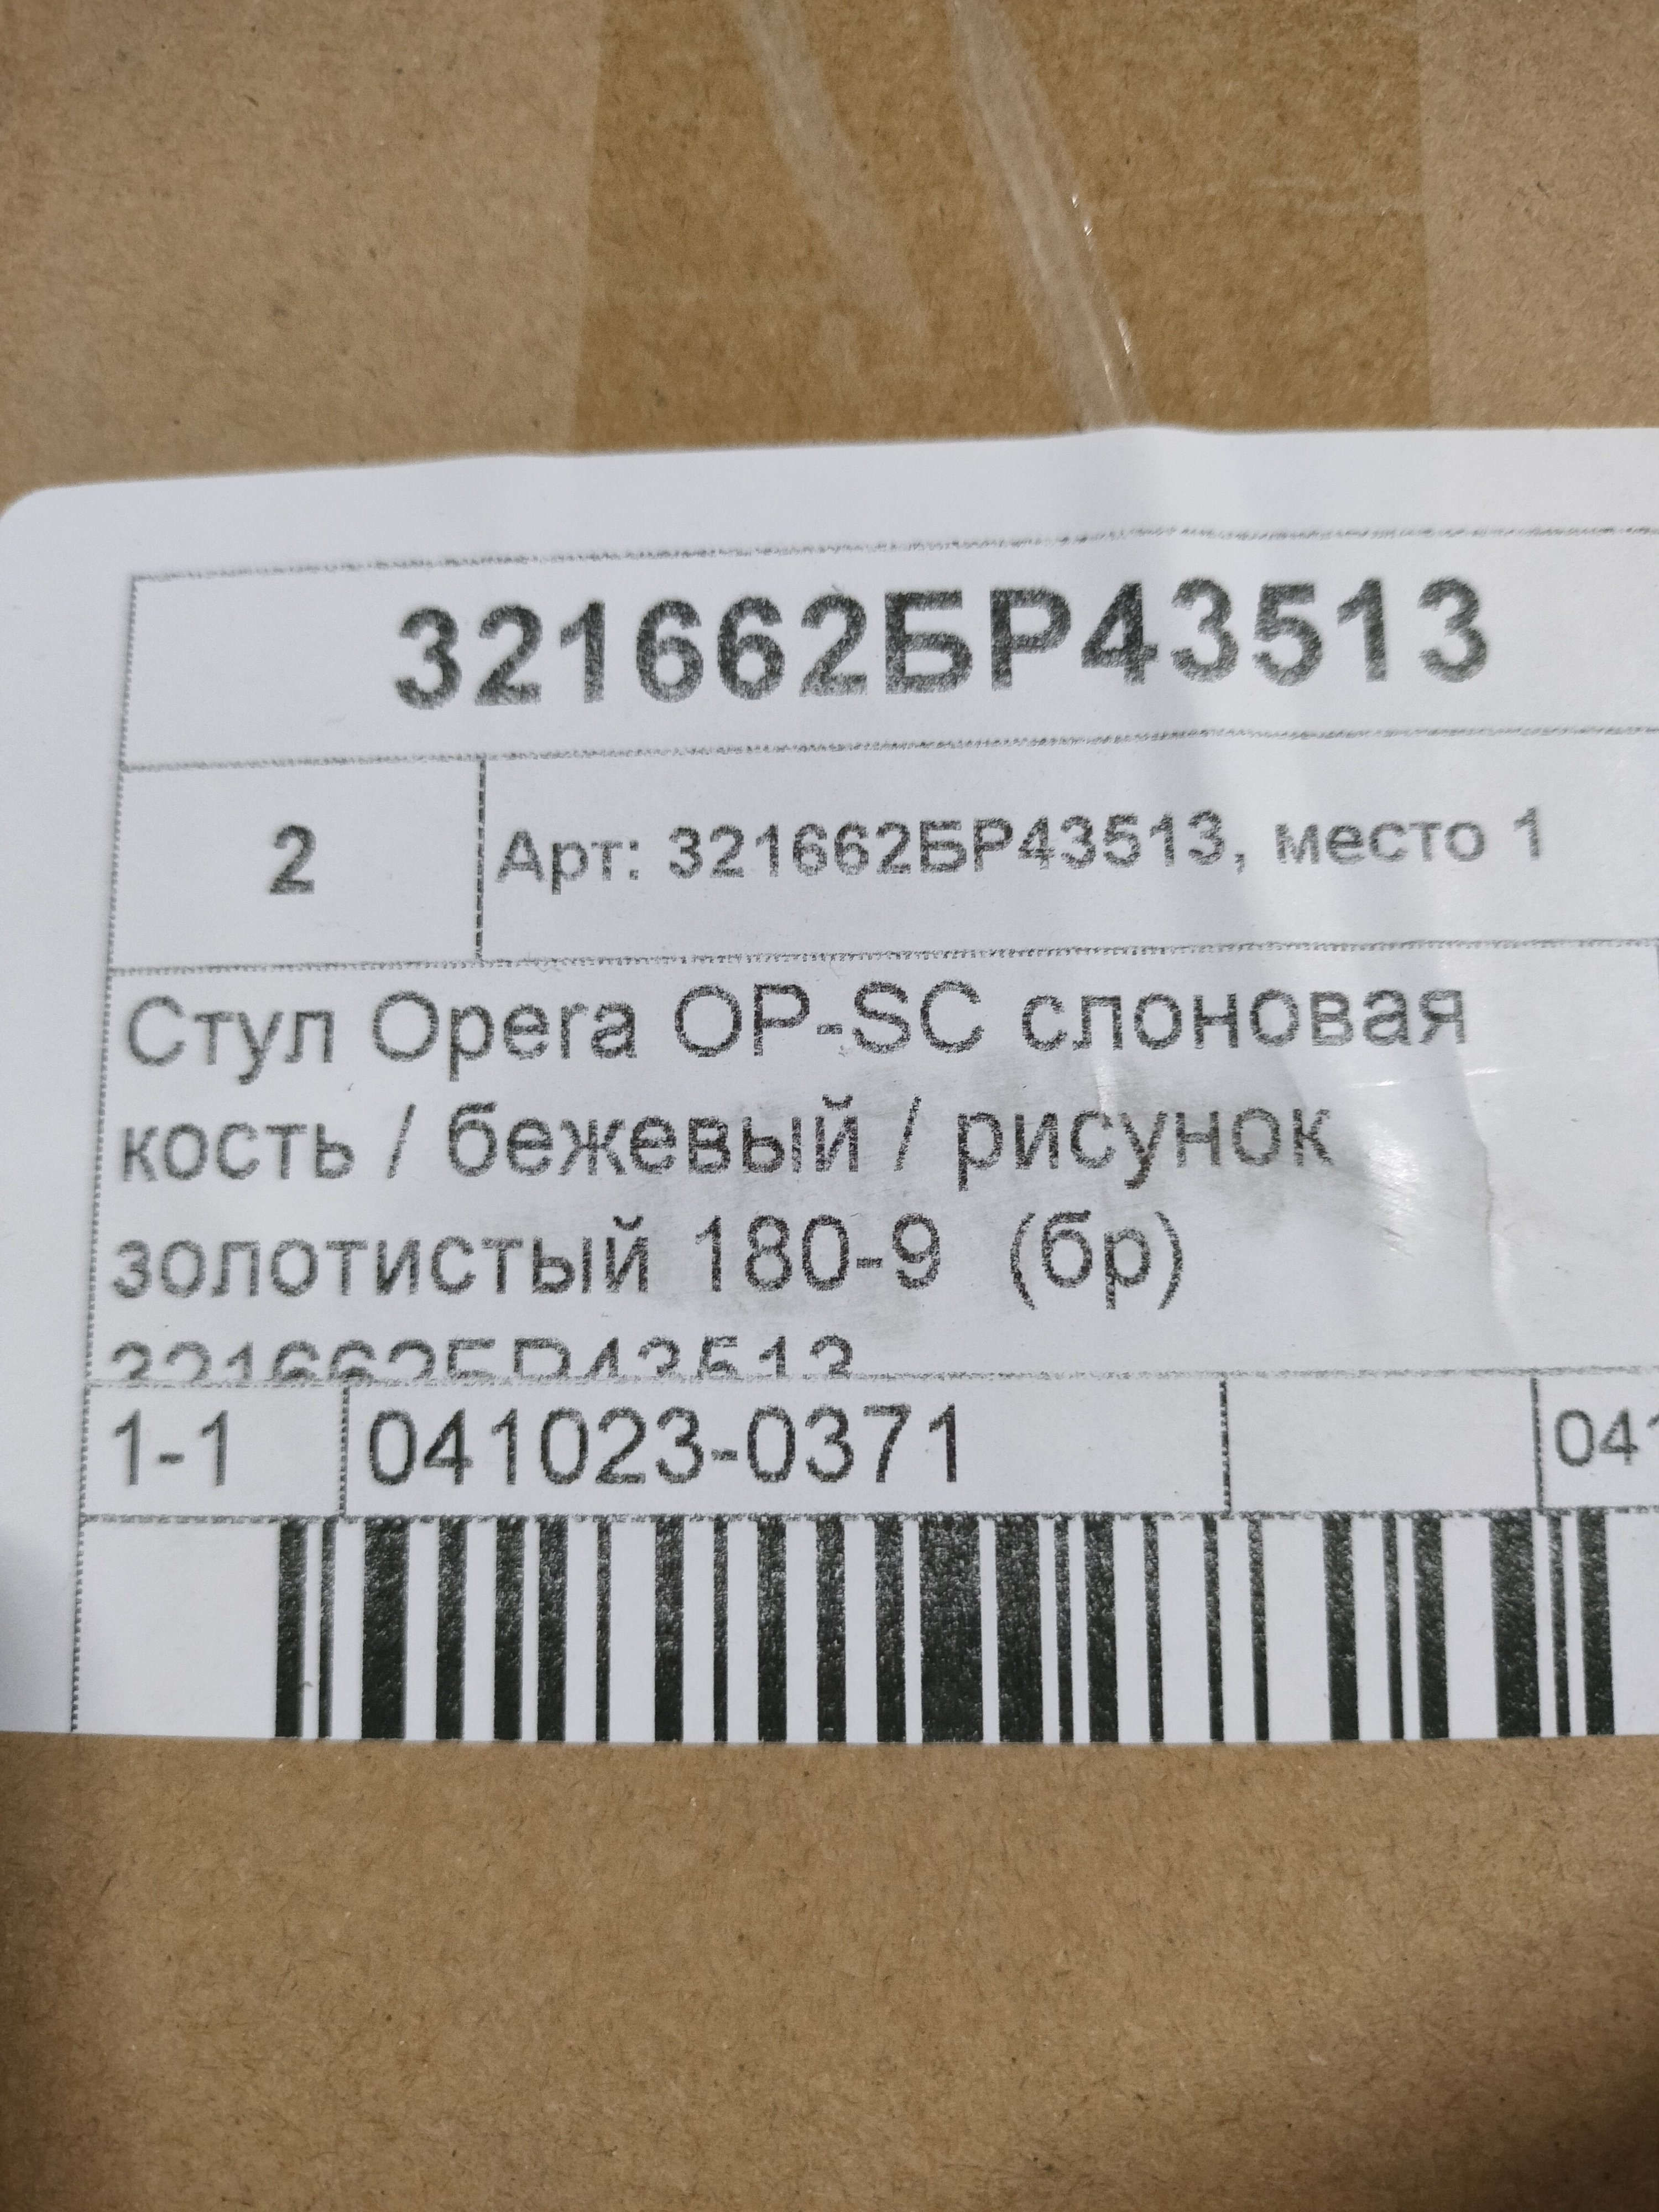 321662БР43513
2 Арт: 321662БР43513, место 1
Стул Opera OP-SC слоновая
кость / бежевый / рисунок
золотистый 180-9 (бр)
321662БР43513
1-1 041023-0371